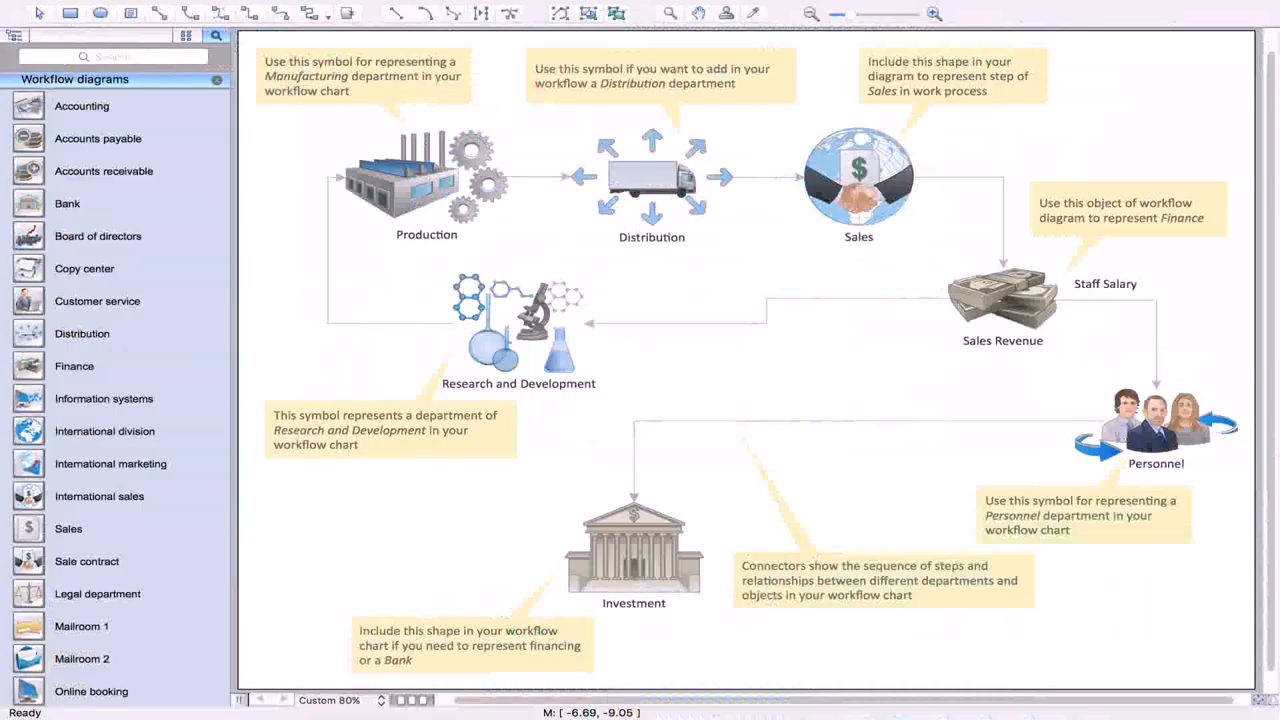 Search
Workflow diagrams
Accounting
Accounts payable
Accounts receivable
Bank
Board of directors
Copy center
Customer service
Distribution
Finance
Information systems
International division
International marketing
International sales
Sales
Sale contract
Legal department
Mailroom 1
Mailroom 2
Online booking
Ready
Use this symbol for representing a
Manufacturing department in your
workflow chart
Use this symbol if you want to add in your
workflow a Distribution department
Include this shape in your
diagram to represent step of
Sales in work process
Production
Distribution
$
Sales
Use this object of workflow
diagram to represent Finance
Staff Salary
Sales Revenue
Research and Development
This symbol represents a department of
Research and Development in your
workflow chart
Personnel
Use this symbol for representing a
Personnel department in your
workflow chart
$
Investment
Connectors show the sequence of steps and
relationships between different departments and
objects in your workflow chart
Include this shape in your workflow
chart if you need to represent financing
or a Bank
Custom 80%
M: [ -6.69, -9.05 ]